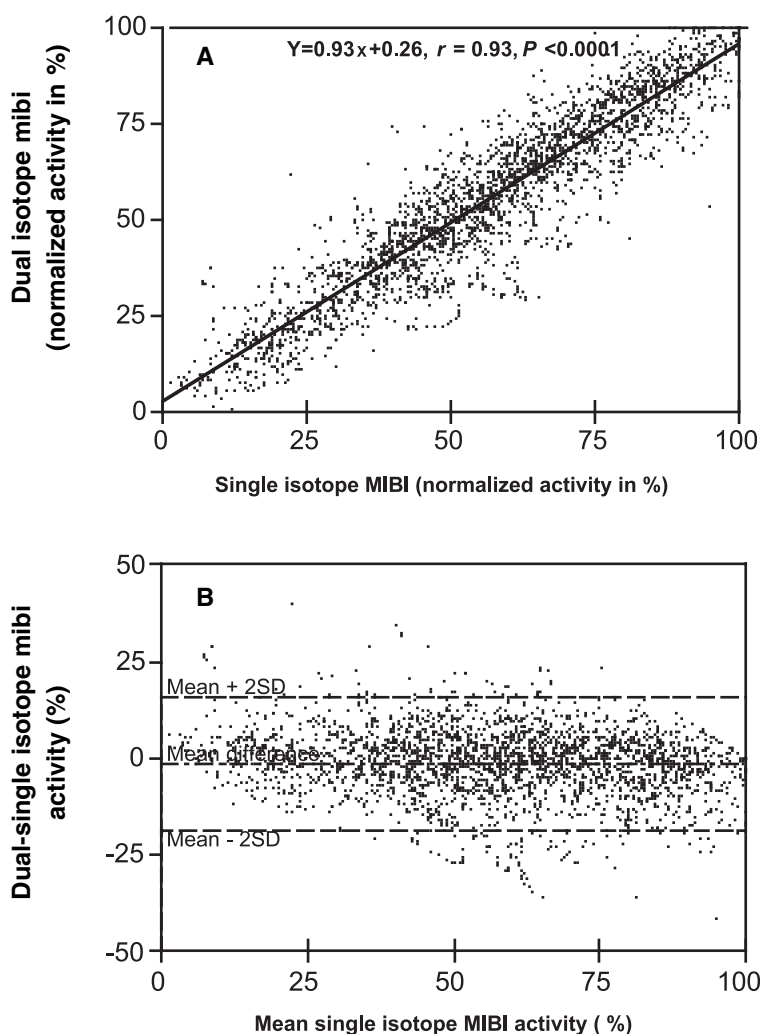 A
Y=0.93x+0.26, r = 0.93, P <0.0001
Dual isotope mibi
(normalized activity in %)
100
75
50
25
0
0 25 50 75 100
Single isotope MIBI (normalized activity in %)
B
Dual-single isotope mibi
activity (%)
50
25
0
-25
-50
Mean + 2SD
Mean difference
Mean - 2SD
0 25 50 75 100
Mean single isotope MIBI activity ( %)